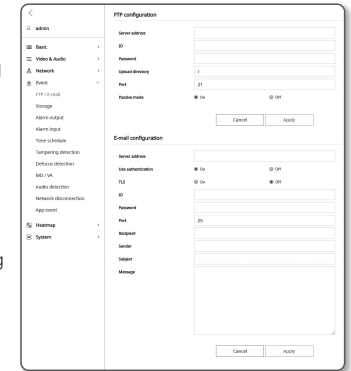 admin
Basic
Video & Audio
Network
Event
FTP / E-mail
Storage
Alarm output
Alarm input
Time schedule
Tampering detection
Defocus detection
MD / VA
Audio detection
Network disconnection
App event
Heatmap
System
FTP configuration
Server address
ID
Password
Upload directory /
Port 21
Passive mode On Off
Cancel Apply
E-mail configuration
Server address
Use authentication On Off
TLS On Off
ID
Password
Port 25
Recipient
Sender
Subject
Message
Cancel Apply